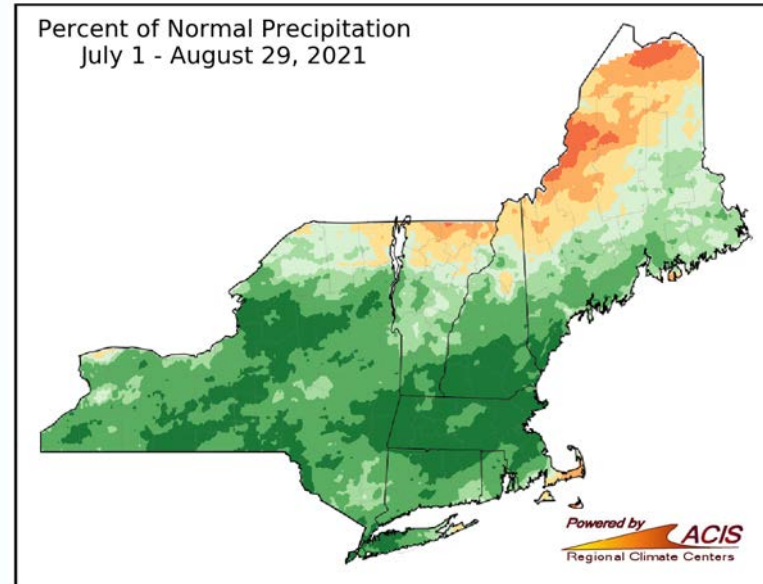 Percent of Normal Precipitation
July 1 - August 29, 2021
Powered by
ACIS
Regional Climate Centers